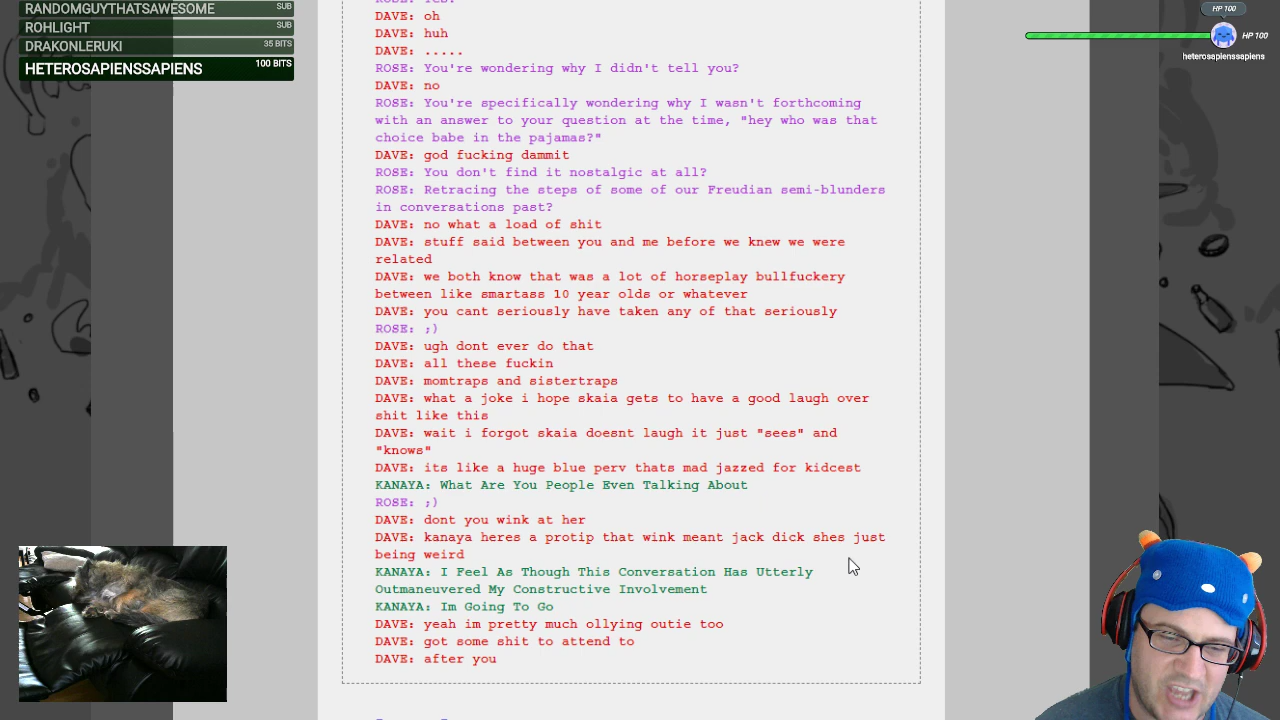 RANDOMGUYTHATSAWESOME SUB
ROHLIGHT SUB
DRAKONLERUKI 35 BITS
HETEROSAPIENSSAPIENS 100 BITS
HP 100
HP 100
heterosapienssapiens
ROSE: Yes.
DAVE: oh
DAVE: huh
DAVE: .....
ROSE: You're wondering why I didn't tell you?
DAVE: no
ROSE: You're specifically wondering why I wasn't forthcoming
with an answer to your question at the time, "hey who was that
choice babe in the pajamas?"
DAVE: god fucking dammit
ROSE: You don't find it nostalgic at all?
ROSE: Retracing the steps of some of our Freudian semi-blunders
in conversations past?
DAVE: no what a load of shit
DAVE: stuff said between you and me before we knew we were
related
DAVE: we both know that was a lot of horseplay bullfuckery
between like smartass 10 year olds or whatever
DAVE: you cant seriously have taken any of that seriously
ROSE: ;)
DAVE: ugh dont ever do that
DAVE: all these fuckin
DAVE: momtraps and sistertraps
DAVE: what a joke i hope skaia gets to have a good laugh over
shit like this
DAVE: wait i forgot skaia doesnt laugh it just "sees" and
"knows"
DAVE: its like a huge blue perv thats mad jazzed for kidcest
KANAYA: What Are You People Even Talking About
ROSE: ;)
DAVE: dont you wink at her
DAVE: kanaya heres a protip that wink meant jack dick shes just
being weird
KANAYA: I Feel As Though This Conversation Has Utterly
Outmaneuvered My Constructive Involvement
KANAYA: Im Going To Go
DAVE: yeah im pretty much ollying outie too
DAVE: got some shit to attend to
DAVE: after you